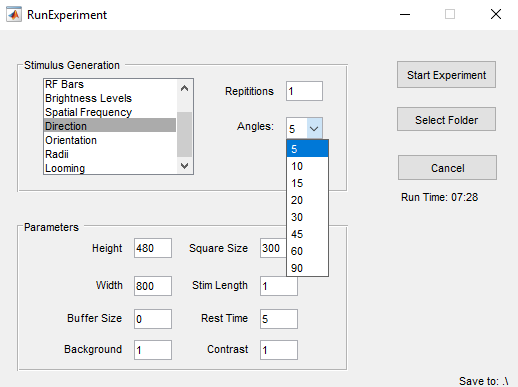 RunExperiment
Stimulus Generation
RF Bars
Brightness Levels
Spatial Frequency
Direction
Orientation
Radii
Looming
Repititions 1
Angles: 5
5
10
15
20
30
45
60
90
Start Experiment
Select Folder
Cancel
Run Time: 07:28
Parameters
Height 480 Square Size 300
Width 800 Stim Length 1
Buffer Size 0 Rest Time 5
Background 1 Contrast 1
Save to: .\